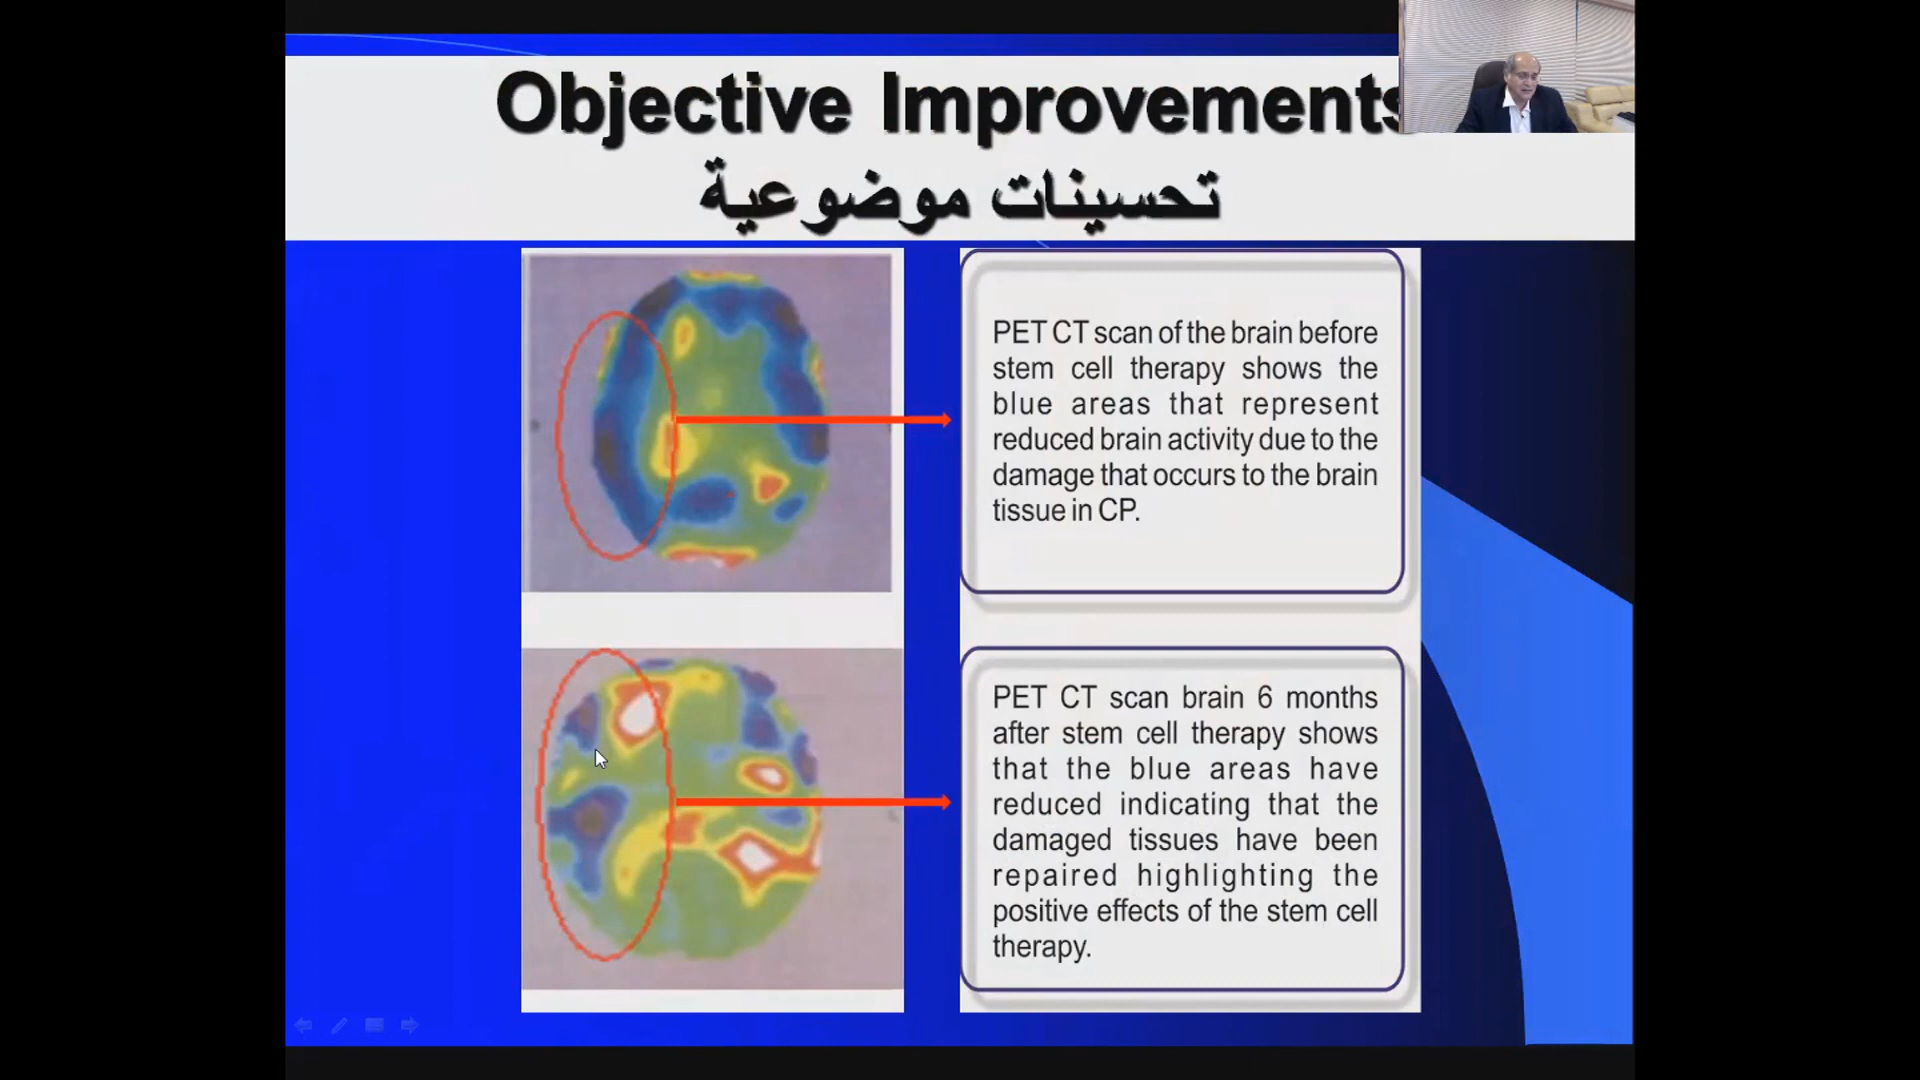 Objective Improvements
تحسينات موضوعية
PET CT scan of the brain before
stem cell therapy shows the
blue areas that represent
reduced brain activity due to the
damage that occurs to the brain
tissue in CP.
PET CT scan brain 6 months
after stem cell therapy shows
that the blue areas have
reduced indicating that the
damaged tissues have been
repaired highlighting the
positive effects of the stem cell
therapy.